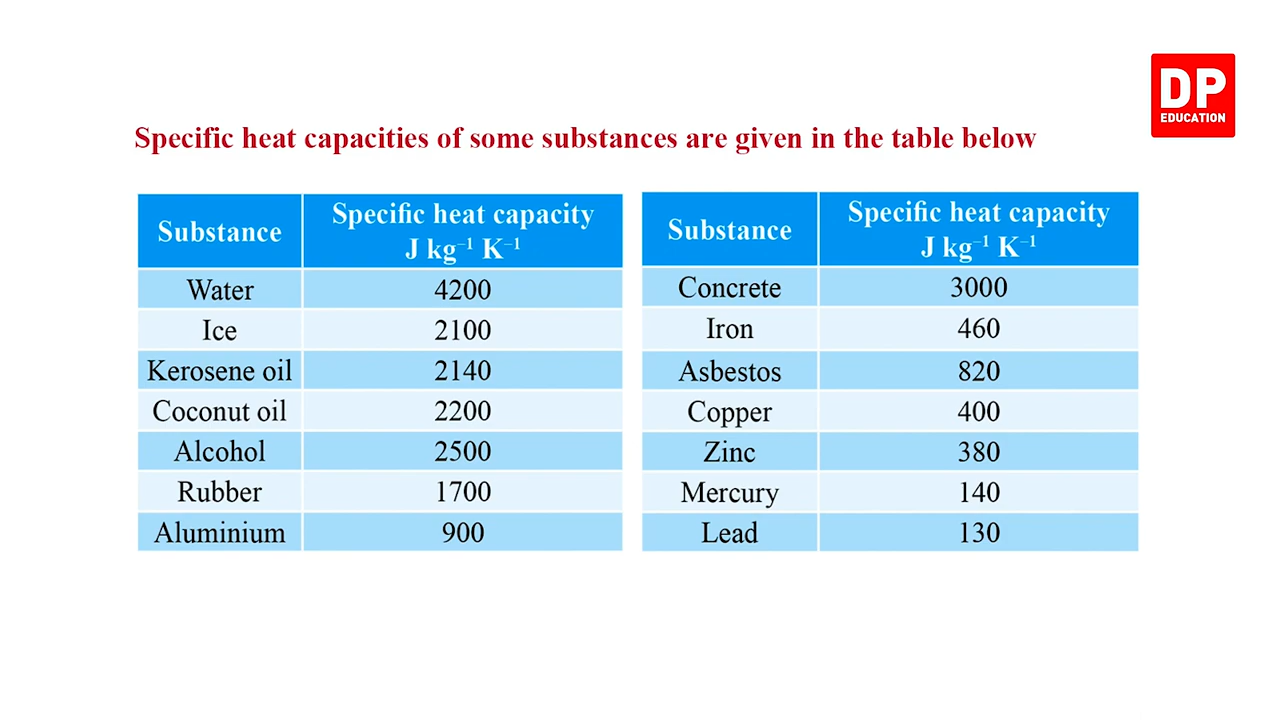 DP
EDUCATION
Specific heat capacities of some substances are given in the table below
Substance Specific heat capacity J kg⁻¹ K⁻¹
Water 4200
Ice 2100
Kerosene oil 2140
Coconut oil 2200
Alcohol 2500
Rubber 1700
Aluminium 900
Substance Specific heat capacity J kg⁻¹ K⁻¹
Concrete 3000
Iron 460
Asbestos 820
Copper 400
Zinc 380
Mercury 140
Lead 130